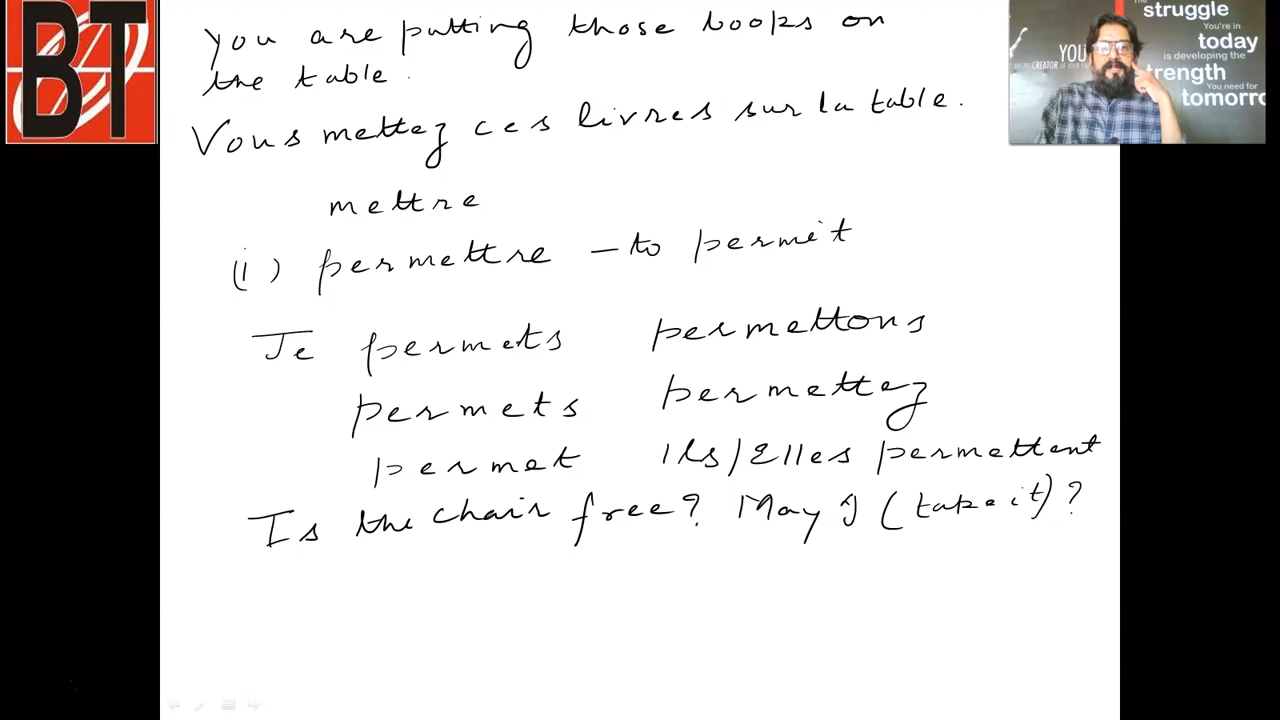 BT
struggle
You're in
YOU
today
is developing the
trength
You need for
tomorro
you are putting those books on
the table.
Vous mettez ces livres sur la table.
mettre
(i) permettre – to permit
Je permets permettons
permets permettez
permet Ils/Elles permettent
Is the chair free? May I (take it)?